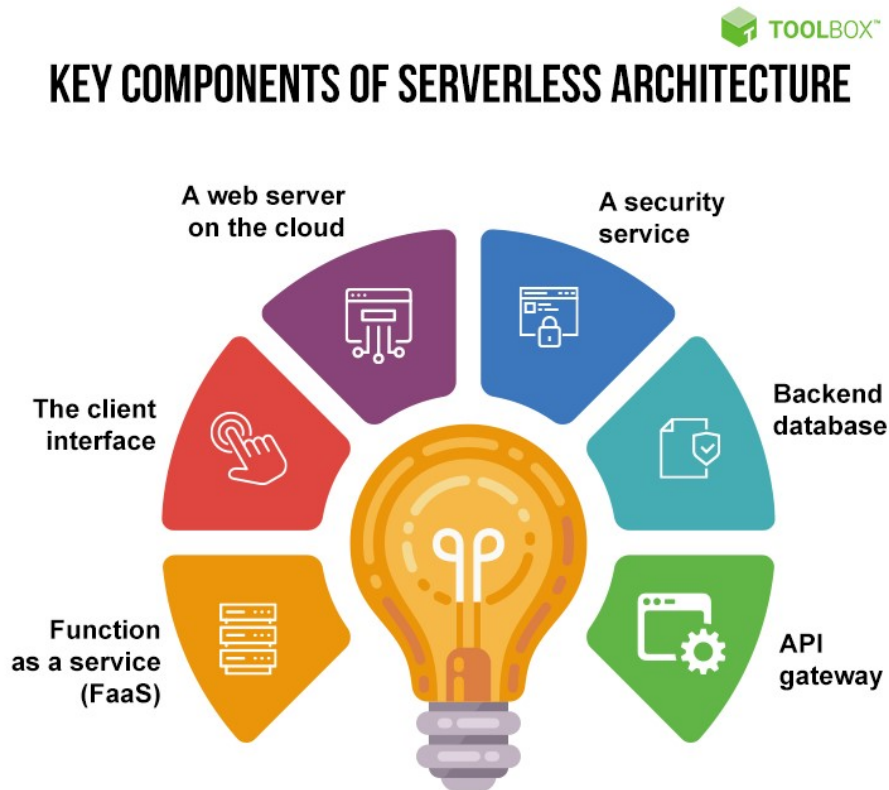 TOOLBOX™
KEY COMPONENTS OF SERVERLESS ARCHITECTURE
A web server
on the cloud
A security
service
The client
interface
Backend
database
Function
as a service
(FaaS)
API
gateway